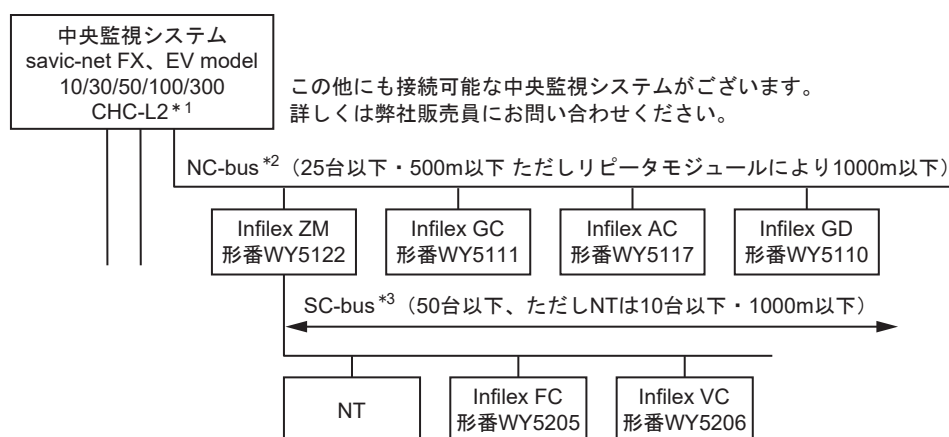 中央監視システム
savic-net FX、EV model
10/30/50/100/300
CHC-L2*1
この他にも接続可能な中央監視システムがございます。
詳しくは弊社販売員にお問い合わせください。
NC-bus*2（25台以下・500m以下 ただしリピータモジュールにより1000m以下）
Infilex ZM
形番WY5122
Infilex GC
形番WY5111
Infilex AC
形番WY5117
Infilex GD
形番WY5110
SC-bus*3（50台以下、ただしNTは10台以下・1000m以下）
NT
Infilex FC
形番WY5205
Infilex VC
形番WY5206